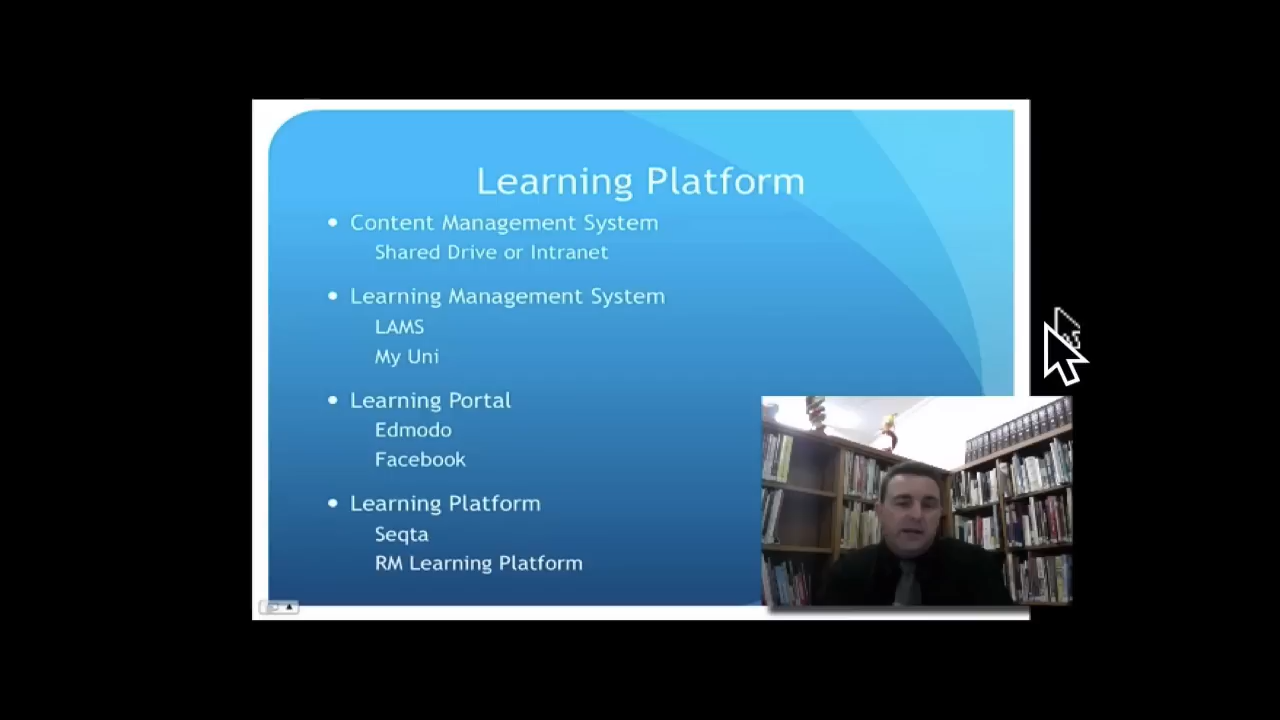 Learning Platform
• Content Management System
Shared Drive or Intranet
• Learning Management System
LAMS
My Uni
• Learning Portal
Edmodo
Facebook
• Learning Platform
Seqta
RM Learning Platform